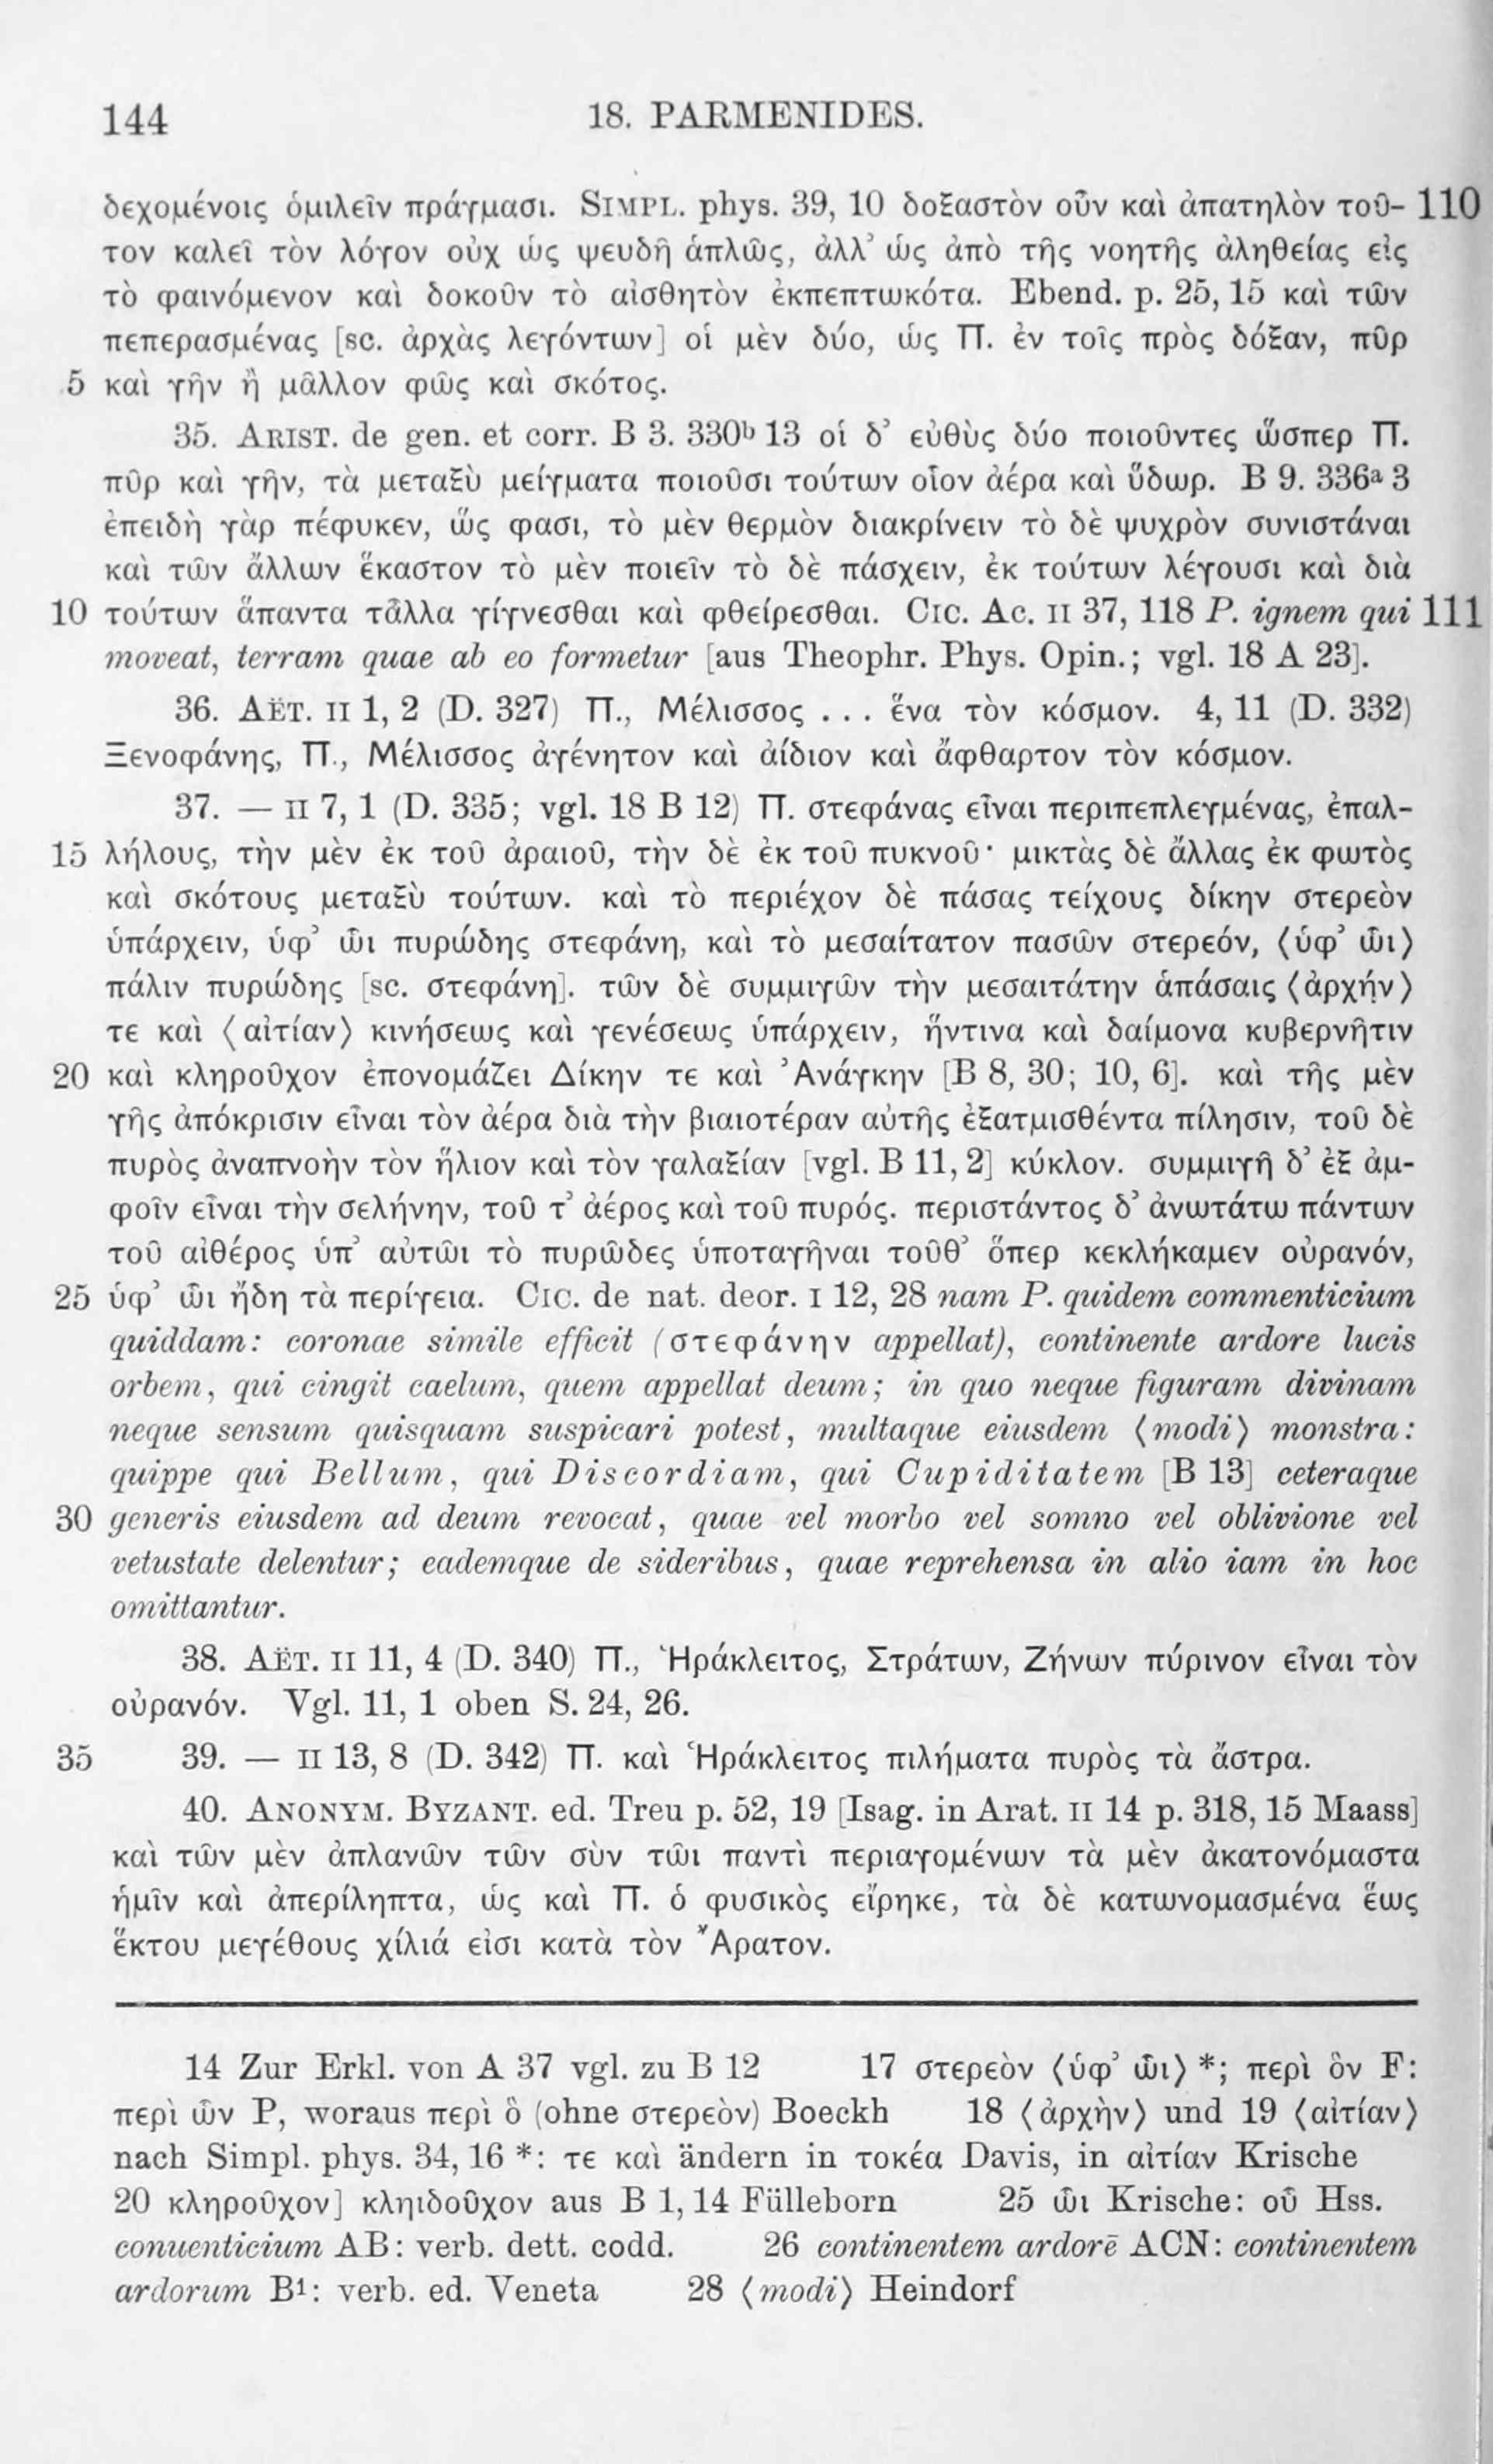 144 18. PARMENIDES.
δεχομένοις ὁμιλεῖν πράγμασι. SIMPL. phys. 39, 10 δοξαστὸν οὖν καὶ ἀπατηλὸν τοῦ- 110
τον καλεῖ τὸν λόγον οὐχ ὡς ψευδῆ ἁπλῶς, ἀλλ’ ὡς ἀπὸ τῆς νοητῆς ἀληθείας εἰς
τὸ φαινόμενον καὶ δοκοῦν τὸ αἰσθητὸν ἐκπεπτωκότα. Ebend. p. 25, 15 καὶ τῶν
πεπερασμένας [sc. ἀρχὰς λεγόντων] οἱ μὲν δύο, ὡς Π. ἐν τοῖς πρὸς δόξαν, πῦρ
5 καὶ γῆν ἢ μᾶλλον φῶς καὶ σκότος.
35. ARIST. de gen. et corr. B 3. 330ᵇ 13 οἱ δ’ εὐθὺς δύο ποιοῦντες ὥσπερ Π.
πῦρ καὶ γῆν, τὰ μεταξὺ μείγματα ποιοῦσι τούτων οἷον ἀέρα καὶ ὕδωρ. B 9. 336ᵃ 3
ἐπειδὴ γὰρ πέφυκεν, ὥς φασι, τὸ μὲν θερμὸν διακρίνειν τὸ δὲ ψυχρὸν συνιστάναι
καὶ τῶν ἄλλων ἕκαστον τὸ μὲν ποιεῖν τὸ δὲ πάσχειν, ἐκ τούτων λέγουσι καὶ διὰ
10 τούτων ἅπαντα τἆλλα γίγνεσθαι καὶ φθείρεσθαι. CIC. Ac. II 37, 118 P. ignem qui 111
moveat, terram quae ab eo formetur [aus Theophr. Phys. Opin.; vgl. 18 A 23].
36. AËT. II 1, 2 (D. 327) Π., Μέλισσος ... ἕνα τὸν κόσμον. 4, 11 (D. 332)
Ξενοφάνης, Π., Μέλισσος ἀγένητον καὶ ἀίδιον καὶ ἄφθαρτον τὸν κόσμον.
37. — II 7, 1 (D. 335; vgl. 18 B 12) Π. στεφάνας εἶναι περιπεπλεγμένας, ἐπαλ-
15 λήλους, τὴν μὲν ἐκ τοῦ ἀραιοῦ, τὴν δὲ ἐκ τοῦ πυκνοῦ· μικτὰς δὲ ἄλλας ἐκ φωτὸς
καὶ σκότους μεταξὺ τούτων. καὶ τὸ περιέχον δὲ πάσας τείχους δίκην στερεὸν
ὑπάρχειν, ὑφ’ ὧι πυρώδης στεφάνη, καὶ τὸ μεσαίτατον πασῶν στερεόν, ⟨ὑφ’ ὧι⟩
πάλιν πυρώδης [sc. στεφάνη]. τῶν δὲ συμμιγῶν τὴν μεσαιτάτην ἁπάσαις ⟨ἀρχήν⟩
τε καὶ ⟨αἰτίαν⟩ κινήσεως καὶ γενέσεως ὑπάρχειν, ἥντινα καὶ δαίμονα κυβερνῆτιν
20 καὶ κληροῦχον ἐπονομάζει Δίκην τε καὶ Ἀνάγκην [B 8, 30; 10, 6]. καὶ τῆς μὲν
γῆς ἀπόκρισιν εἶναι τὸν ἀέρα διὰ τὴν βιαιοτέραν αὐτῆς ἐξατμισθέντα πίλησιν, τοῦ δὲ
πυρὸς ἀναπνοὴν τὸν ἥλιον καὶ τὸν γαλαξίαν [vgl. B 11, 2] κύκλον. συμμιγῆ δ’ ἐξ ἀμ-
φοῖν εἶναι τὴν σελήνην, τοῦ τ’ ἀέρος καὶ τοῦ πυρός. περιστάντος δ’ ἀνωτάτω πάντων
τοῦ αἰθέρος ὑπ’ αὐτῶι τὸ πυρῶδες ὑποταγῆναι τοῦθ’ ὅπερ κεκλήκαμεν οὐρανόν,
25 ὑφ’ ὧι ἤδη τὰ περίγεια. CIC. de nat. deor. I 12, 28 nam P. quidem commenticium
quiddam: coronae simile efficit (στεφάνην appellat), continente ardore lucis
orbem, qui cingit caelum, quem appellat deum; in quo neque figuram divinam
neque sensum quisquam suspicari potest, multaque eiusdem ⟨modi⟩ monstra:
quippe qui Bellum, qui Discordiam, qui Cupiditatem [B 13] ceteraque
30 generis eiusdem ad deum revocat, quae vel morbo vel somno vel oblivione vel
vetustate delentur; eademque de sideribus, quae reprehensa in alio iam in hoc
omittantur.
38. AËT. II 11, 4 (D. 340) Π., Ἡράκλειτος, Στράτων, Ζήνων πύρινον εἶναι τὸν
οὐρανόν. Vgl. 11, 1 oben S. 24, 26.
35 39. — II 13, 8 (D. 342) Π. καὶ Ἡράκλειτος πιλήματα πυρὸς τὰ ἄστρα.
40. ANONYM. BYZANT. ed. Treu p. 52, 19 [Isag. in Arat. II 14 p. 318, 15 Maass]
καὶ τῶν μὲν ἀπλανῶν τῶν σὺν τῶι παντὶ περιαγομένων τὰ μὲν ἀκατονόμαστα
ἡμῖν καὶ ἀπερίληπτα, ὡς καὶ Π. ὁ φυσικὸς εἴρηκε, τὰ δὲ κατωνομασμένα ἕως
ἕκτου μεγέθους χίλιά εἰσι κατὰ τὸν Ἄρατον.
14 Zur Erkl. von A 37 vgl. zu B 12 17 στερεὸν ⟨ὑφ’ ὧι⟩ *; περὶ ὃν F:
περὶ ὧν P, woraus περὶ ὃ (ohne στερεὸν) Boeckh 18 ⟨ἀρχὴν⟩ und 19 ⟨αἰτίαν⟩
nach Simpl. phys. 34, 16 *: τε καὶ ändern in τοκέα Davis, in αἰτίαν Krische
20 κληροῦχον] κληιδοῦχον aus B 1, 14 Fülleborn 25 ὧι Krische: οὗ Hss.
conuenticium AB: verb. dett. codd. 26 continentem ardorē ACN: continentem
ardorum B¹: verb. ed. Veneta 28 ⟨modi⟩ Heindorf